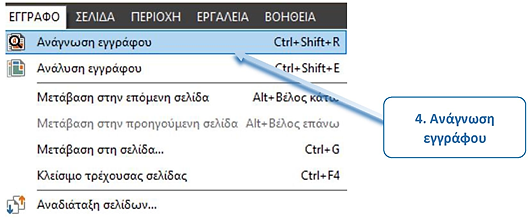 ΕΓΓΡΑΦΟ ΣΕΛΙΔΑ ΠΕΡΙΟΧΗ ΕΡΓΑΛΕΙΑ ΒΟΗΘΕΙΑ
Ανάγνωση εγγράφου Ctrl+Shift+R
Ανάλυση εγγράφου Ctrl+Shift+E
Μετάβαση στην επόμενη σελίδα Alt+Βέλος κάτω
Μετάβαση στην προηγούμενη σελίδα Alt+Βέλος επάνω
4. Ανάγνωση
εγγράφου
Μετάβαση στη σελίδα... Ctrl+G
Κλείσιμο τρέχουσας σελίδας Ctrl+F4
Αναδιάταξη σελίδων...